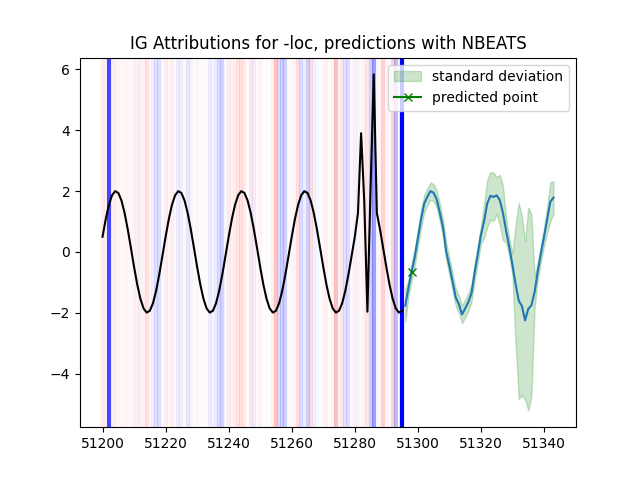 IG Attributions for -loc, predictions with NBEATS
standard deviation
predicted point
6
4
2
0
−2
−4
51200 51220 51240 51260 51280 51300 51320 51340